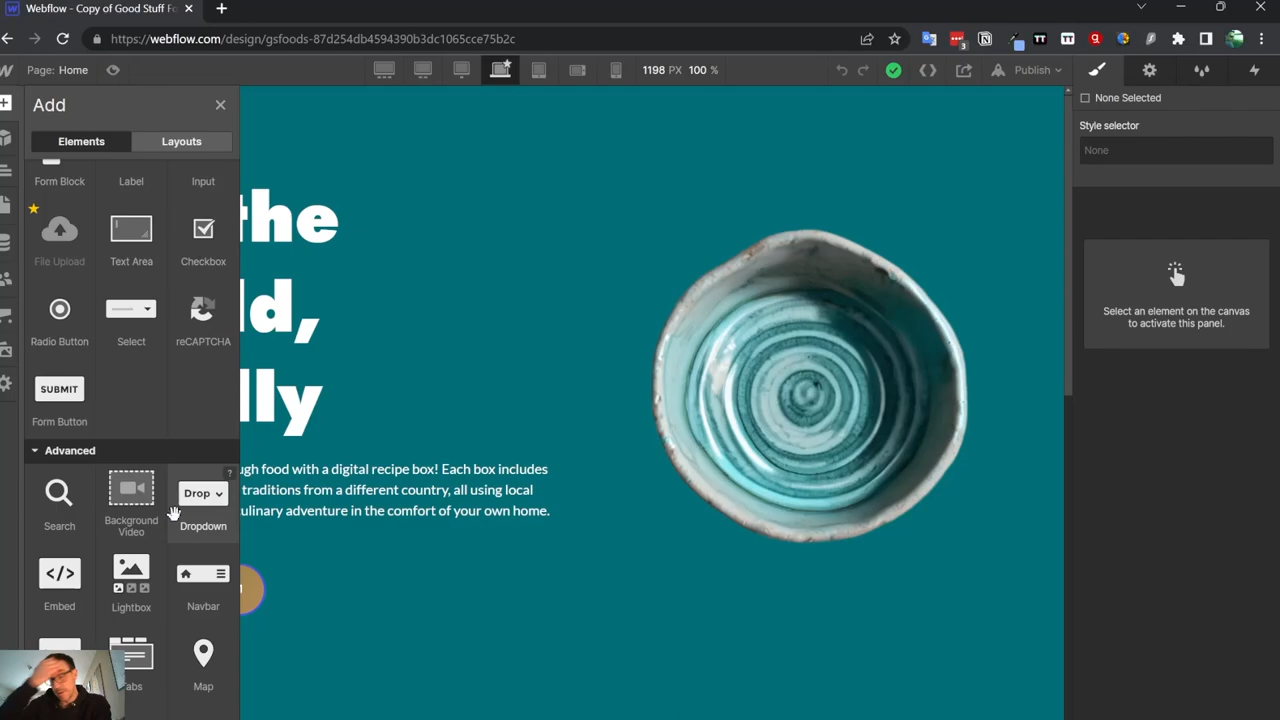 Webflow - Copy of Good Stuff Fo
https://webflow.com/design/gsfoods-87d254db4594390b3dc1065cce75b2c
3
Page: Home
1198 PX 100 %
Publish
Add
Elements
Layouts
None Selected
Style selector
None
Form Block
Label
Input
File Upload
Text Area
Checkbox
Radio Button
Select
reCAPTCHA
SUBMIT
Form Button
Advanced
?
Search
Background Video
Drop
Dropdown
</>
Embed
Lightbox
Navbar
Map
the
ld,
lly
ugh food with a digital recipe box! Each box includes
traditions from a different country, all using local
ulinary adventure in the comfort of your own home.
Select an element on the canvas
to activate this panel.